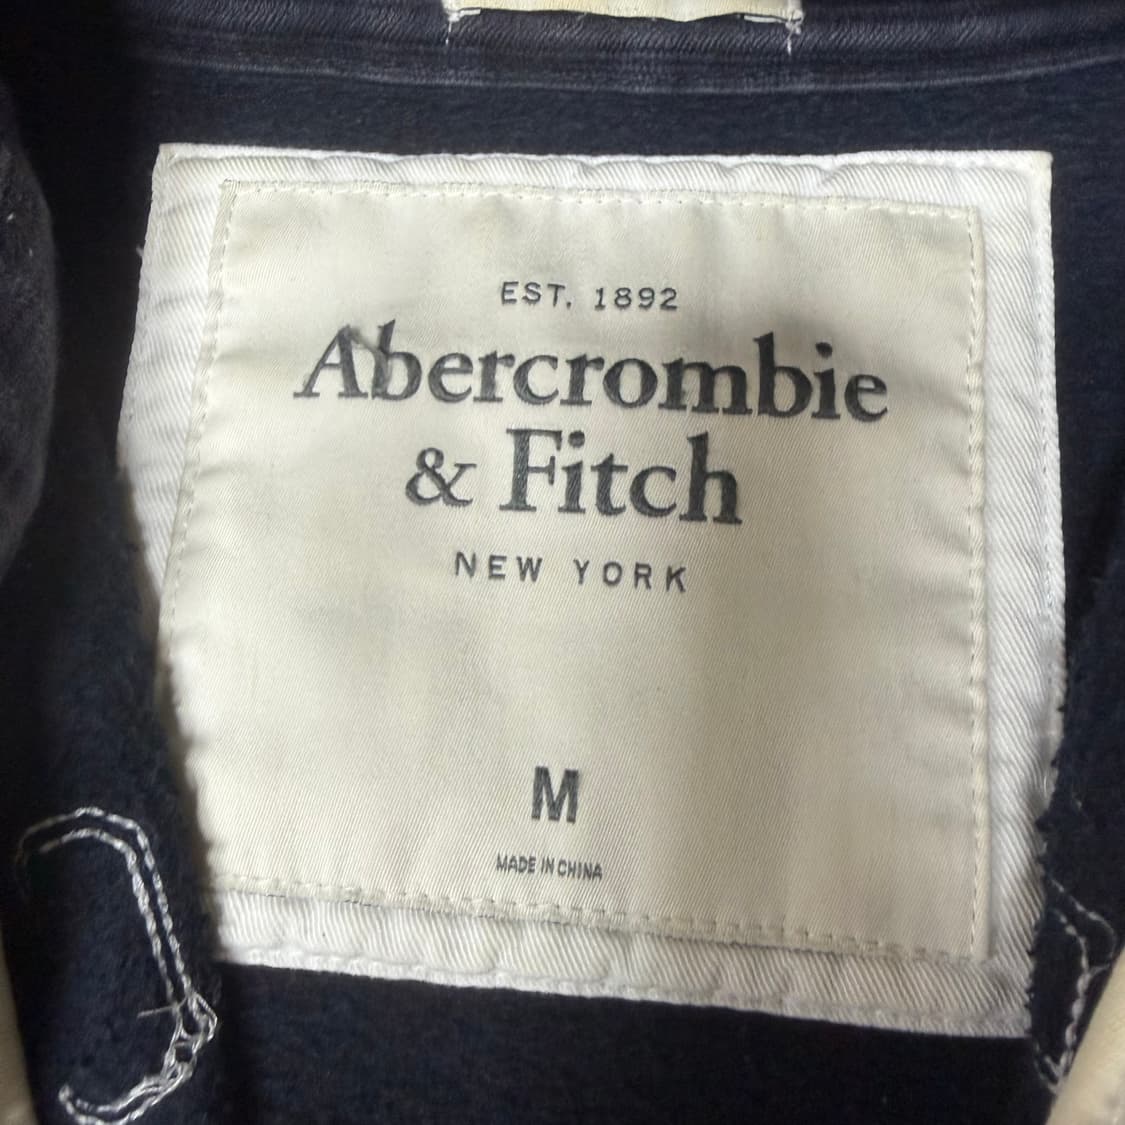 EST. 1892
Abercrombie
& Fitch
NEW YORK
M
MADE IN CHINA